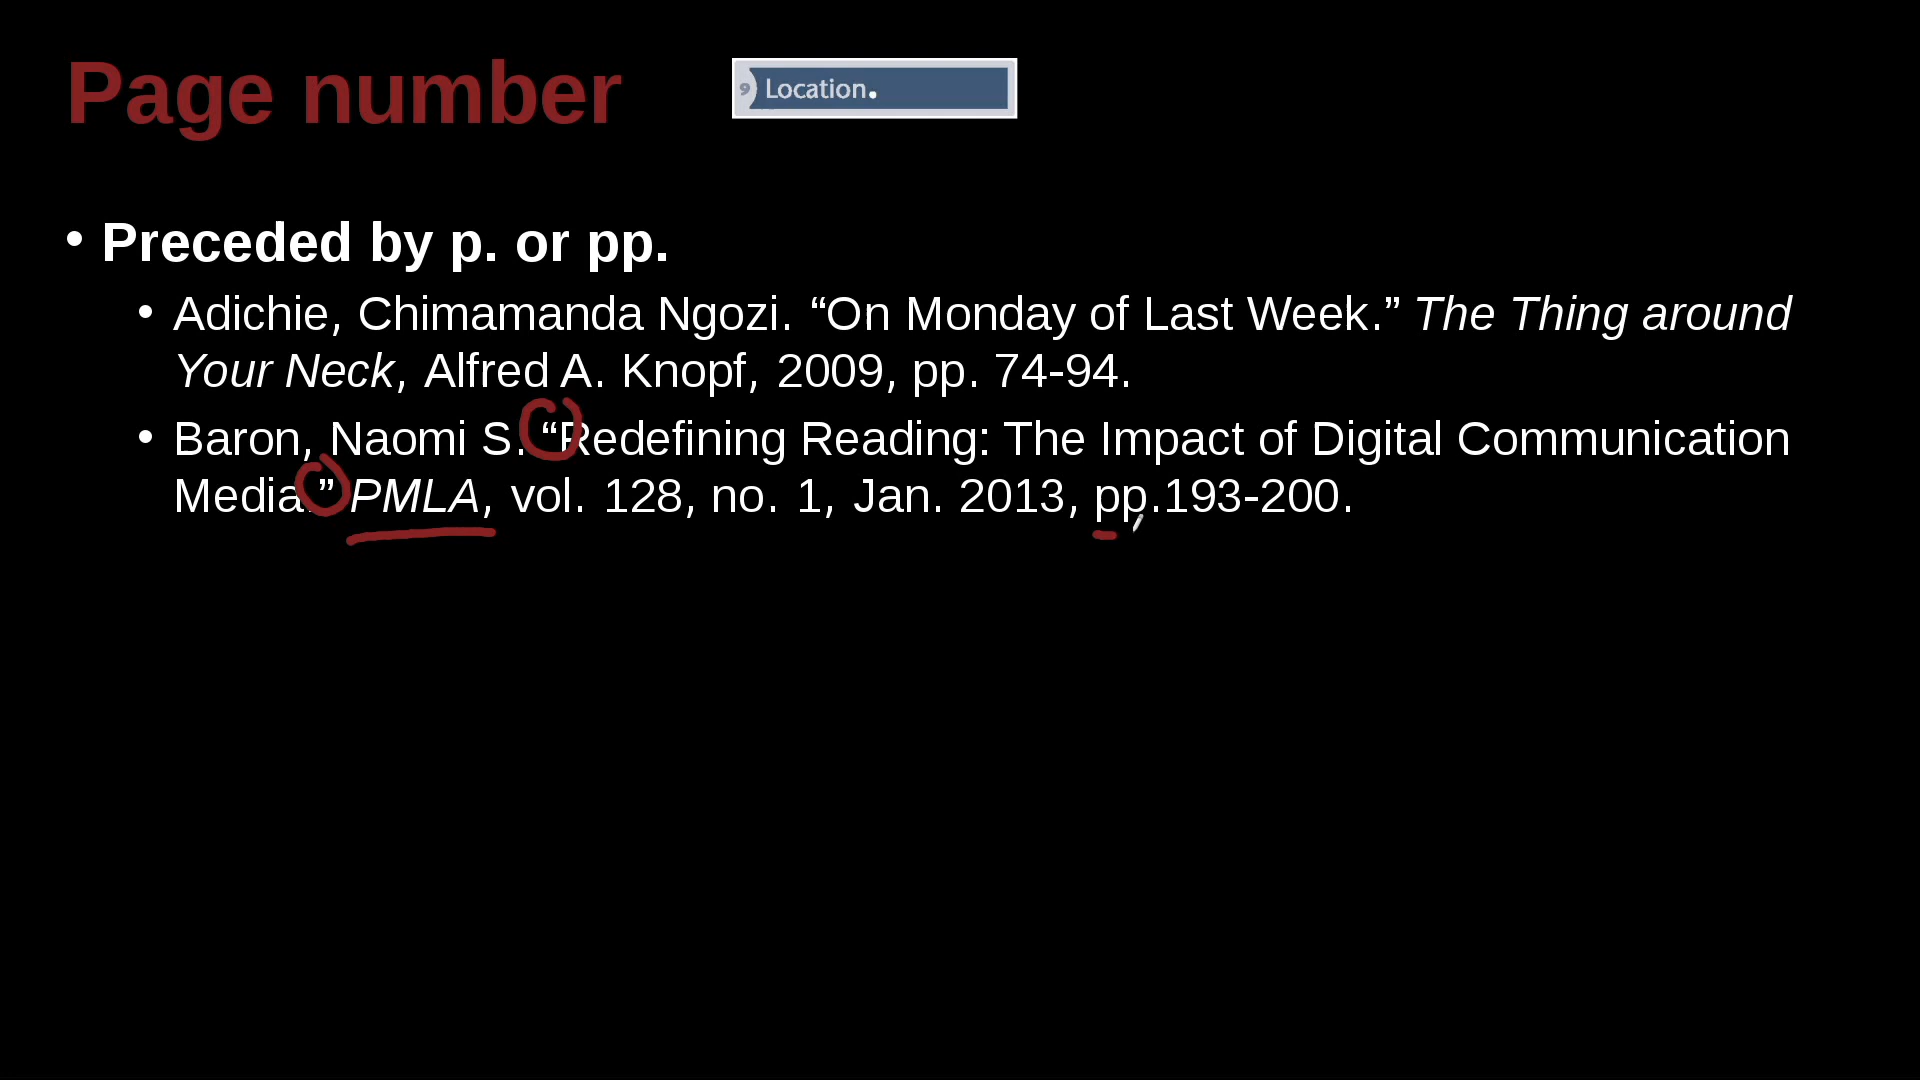 Page number
9 Location.
• Preceded by p. or pp.
• Adichie, Chimamanda Ngozi. “On Monday of Last Week.” The Thing around
Your Neck, Alfred A. Knopf, 2009, pp. 74-94.
• Baron, Naomi S. “Redefining Reading: The Impact of Digital Communication
Media.” PMLA, vol. 128, no. 1, Jan. 2013, pp.193-200.